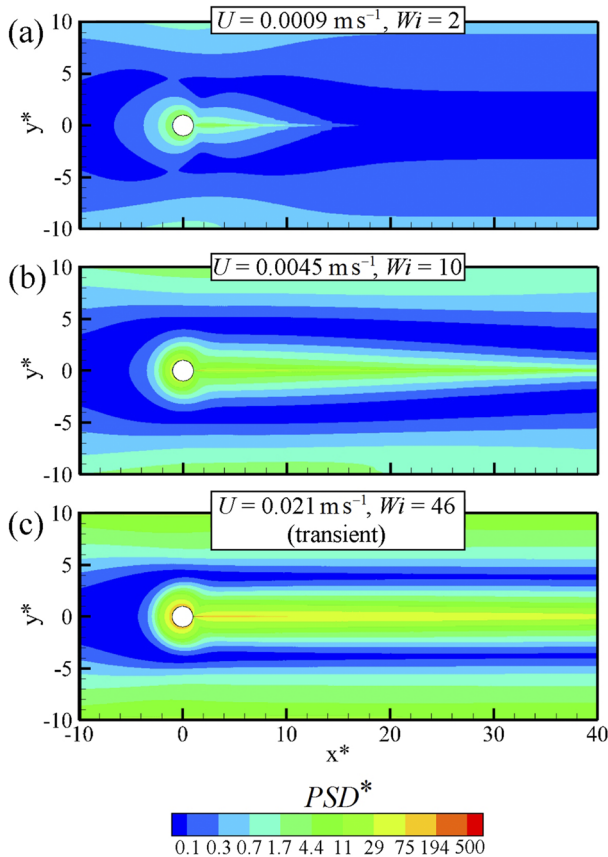 (a)
U = 0.0009 m s⁻¹, Wi = 2
10
5
0
-5
-10
y*
(b)
U = 0.0045 m s⁻¹, Wi = 10
10
5
0
-5
-10
y*
(c)
U = 0.021 m s⁻¹, Wi = 46
(transient)
10
5
0
-5
-10
y*
-10 0 10 20 30 40
x*
PSD*
0.1 0.3 0.7 1.7 4.4 11 29 75 194 500